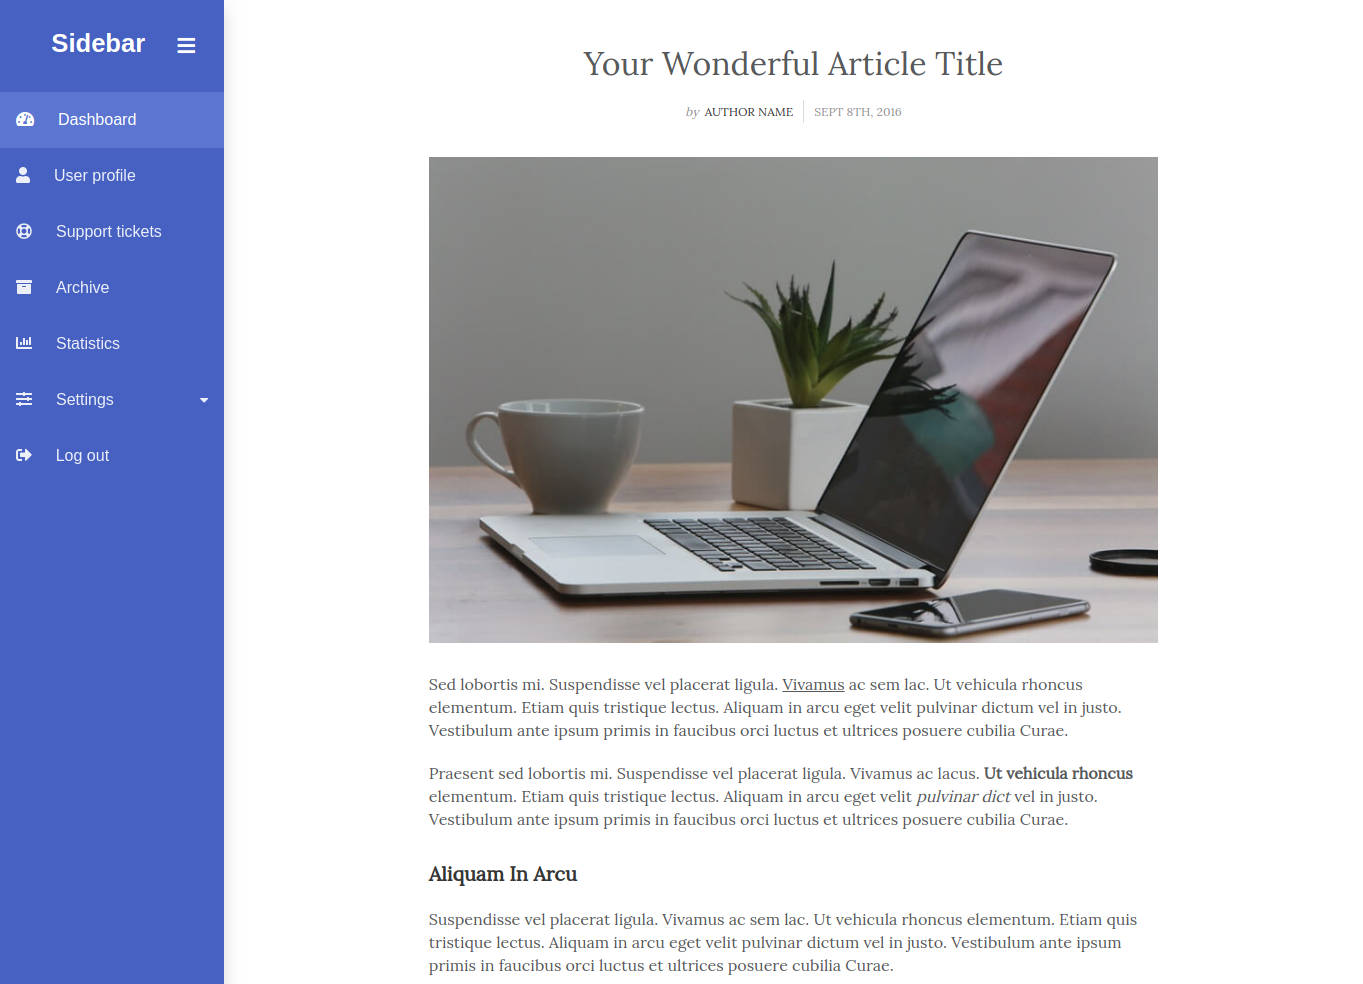 Sidebar
Dashboard
User profile
Support tickets
Archive
Statistics
Settings
Log out
Your Wonderful Article Title
by AUTHOR NAME SEPT 8TH, 2016
Sed lobortis mi. Suspendisse vel placerat ligula. Vivamus ac sem lac. Ut vehicula rhoncus
elementum. Etiam quis tristique lectus. Aliquam in arcu eget velit pulvinar dictum vel in justo.
Vestibulum ante ipsum primis in faucibus orci luctus et ultrices posuere cubilia Curae.
Praesent sed lobortis mi. Suspendisse vel placerat ligula. Vivamus ac lacus. Ut vehicula rhoncus
elementum. Etiam quis tristique lectus. Aliquam in arcu eget velit pulvinar dict vel in justo.
Vestibulum ante ipsum primis in faucibus orci luctus et ultrices posuere cubilia Curae.
Aliquam In Arcu
Suspendisse vel placerat ligula. Vivamus ac sem lac. Ut vehicula rhoncus elementum. Etiam quis
tristique lectus. Aliquam in arcu eget velit pulvinar dictum vel in justo. Vestibulum ante ipsum
primis in faucibus orci luctus et ultrices posuere cubilia Curae.